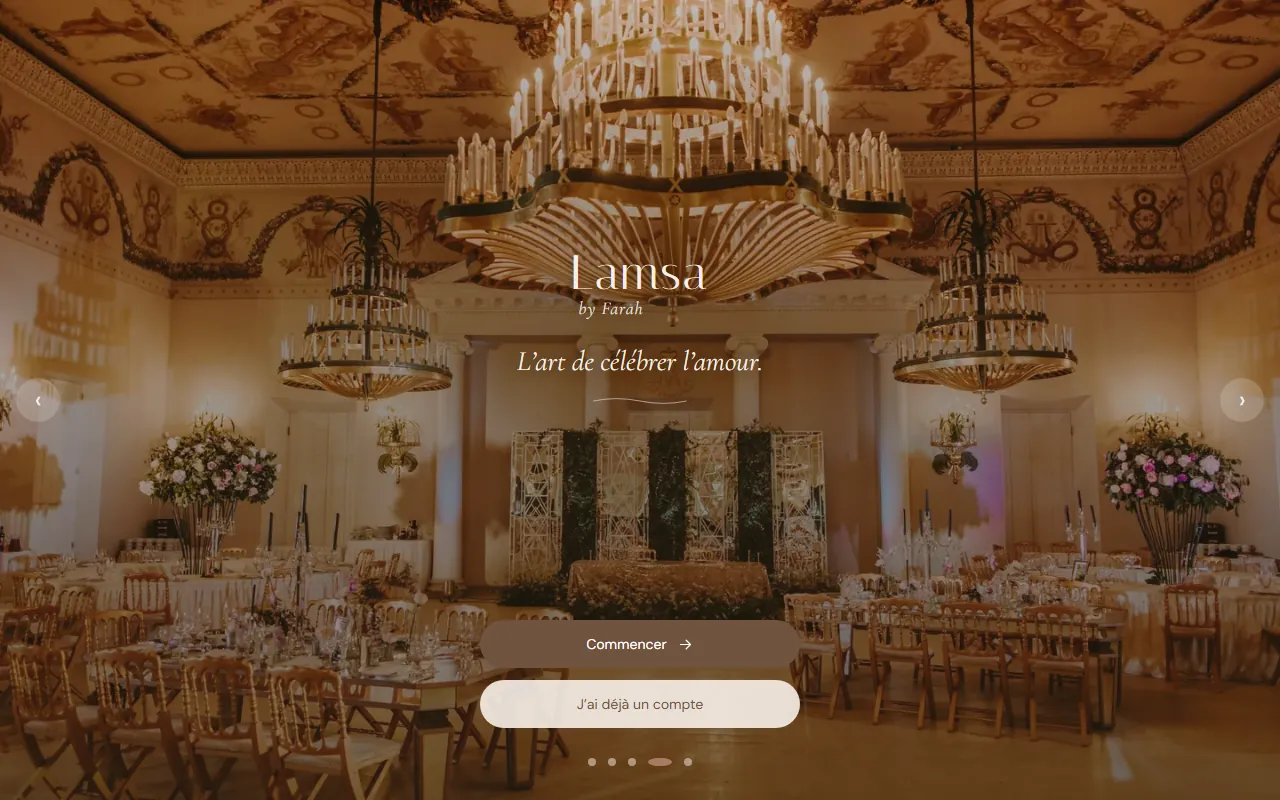 Lamsa
by Farah
L’art de célébrer l’amour.
‹
›
Commencer →
J’ai déjà un compte